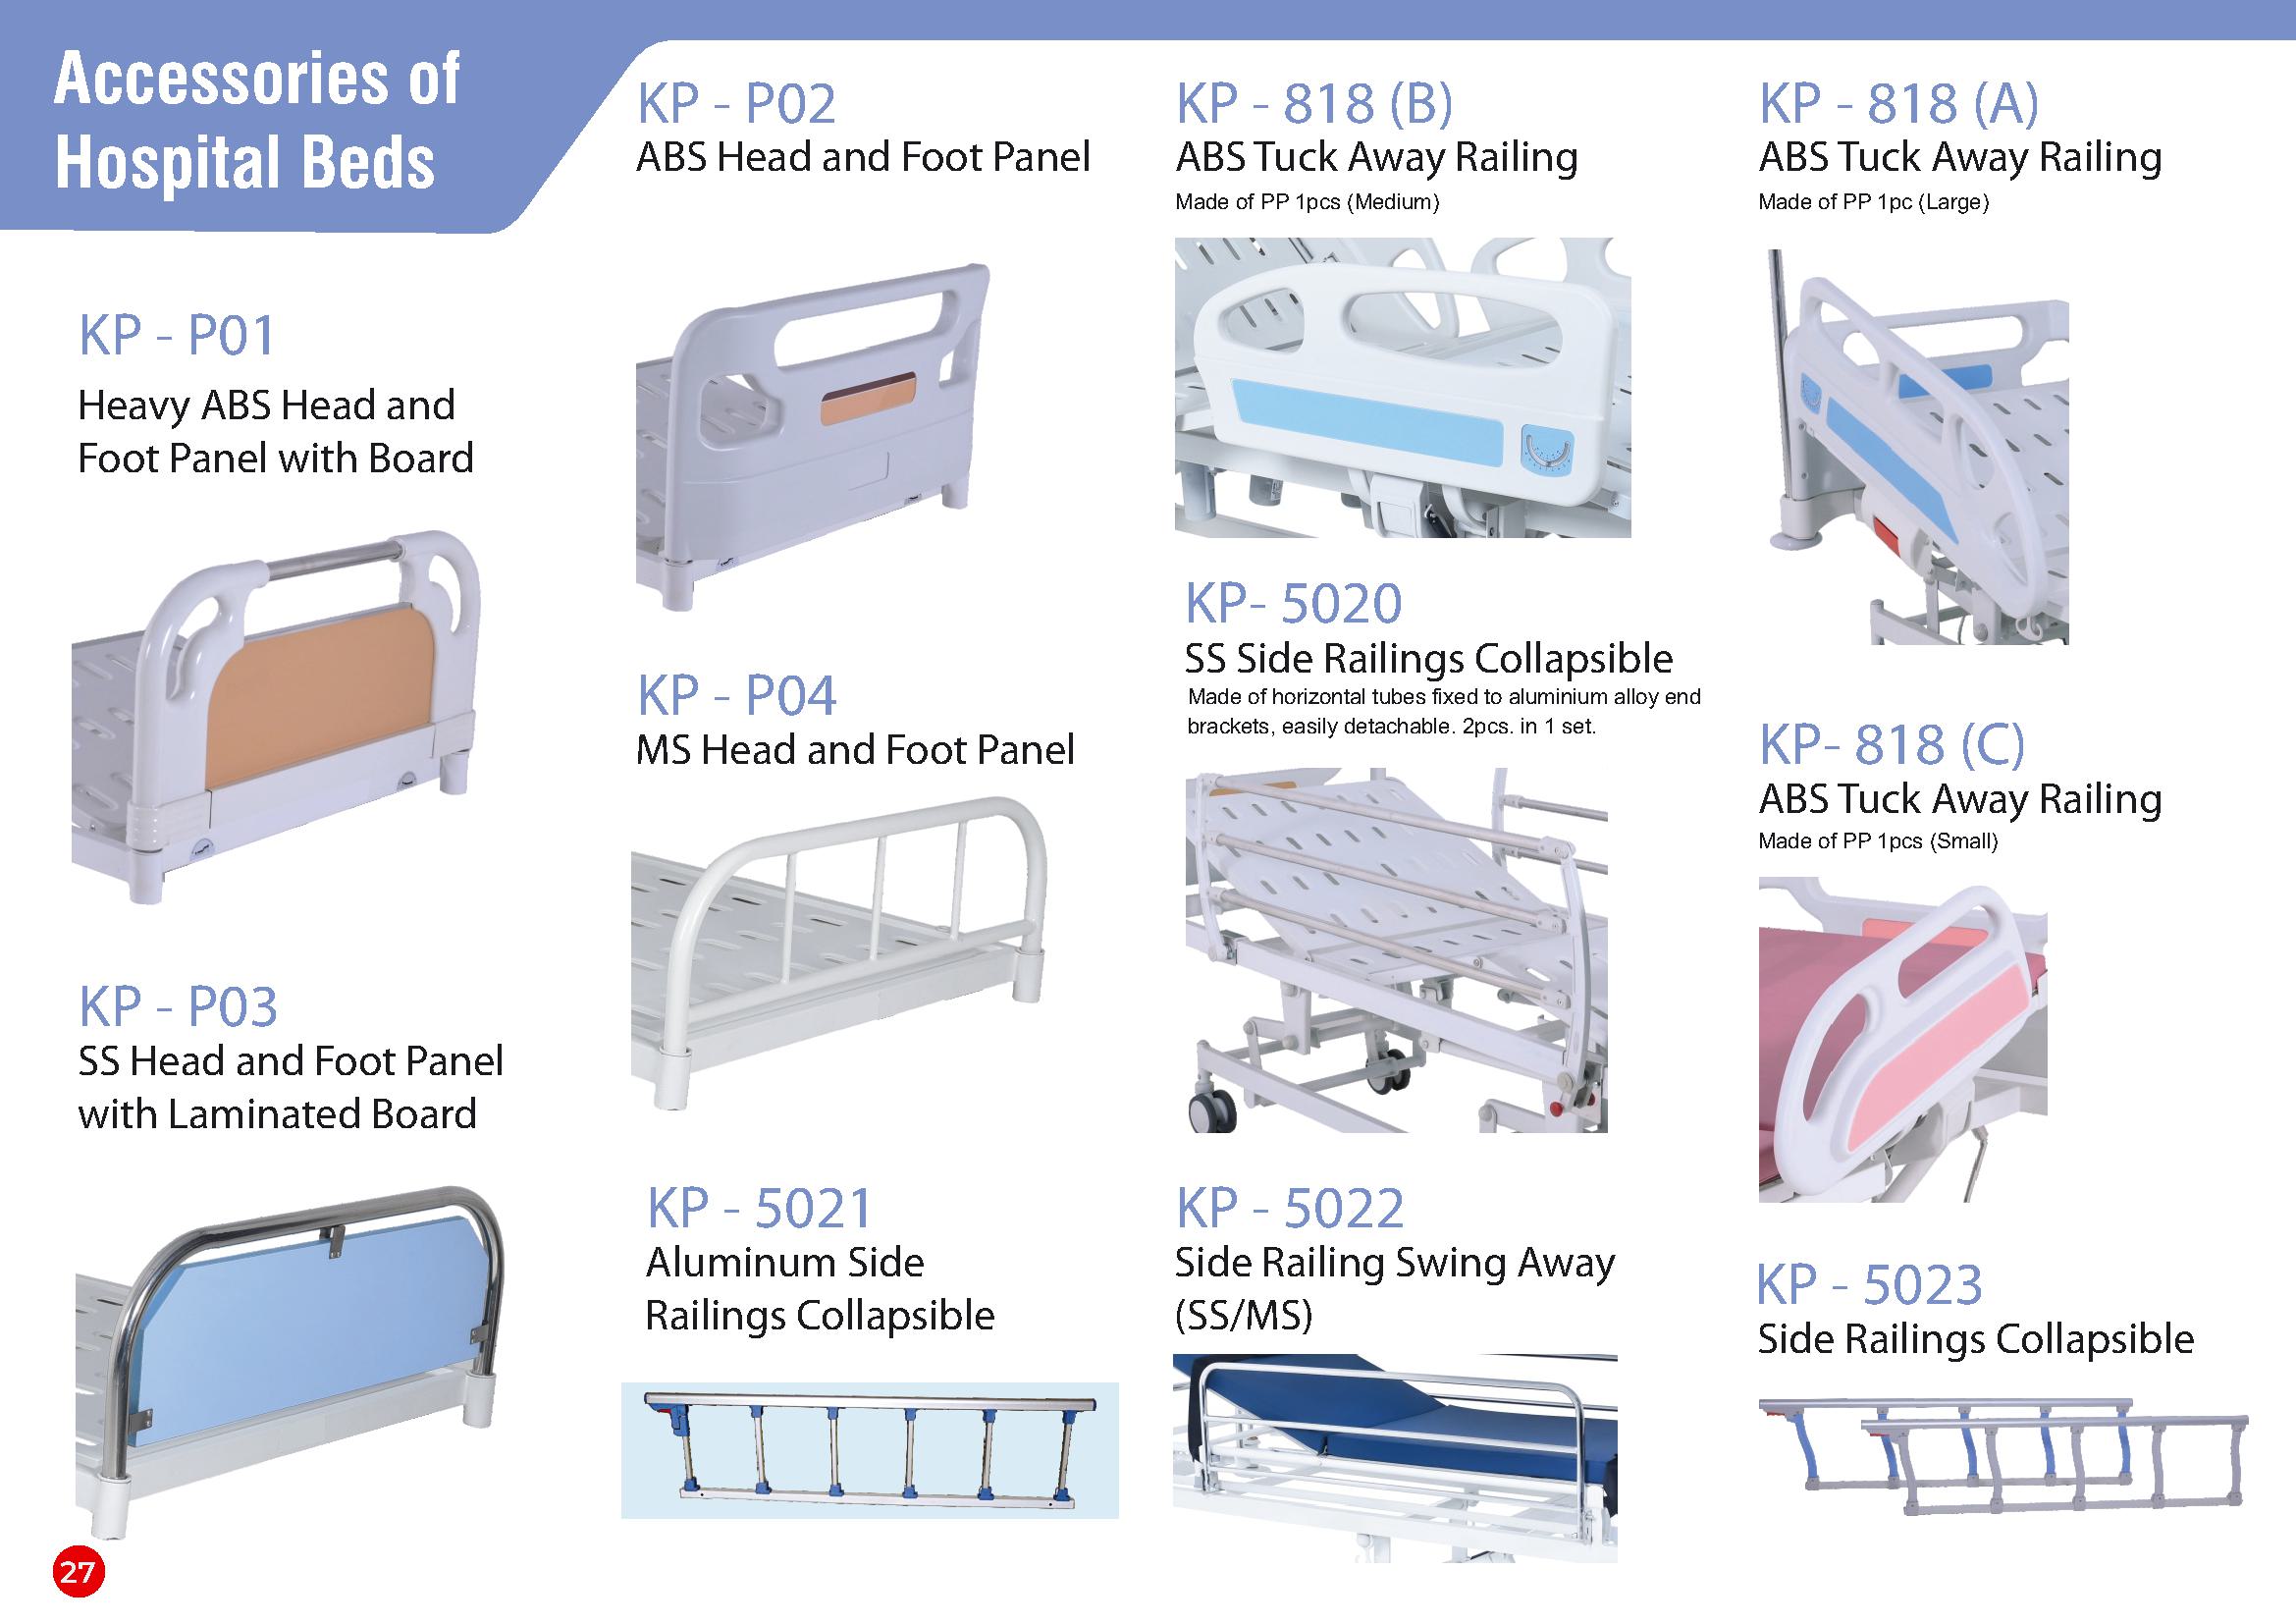 Accessories of
Hospital Beds
KP - P01
Heavy ABS Head and
Foot Panel with Board
KP - P03
SS Head and Foot Panel
with Laminated Board
KP - P02
ABS Head and Foot Panel
KP - P04
MS Head and Foot Panel
KP - 5021
Aluminum Side
Railings Collapsible
KP - 818 (B)
ABS Tuck Away Railing
Made of PP 1pcs (Medium)
KP- 5020
SS Side Railings Collapsible
Made of horizontal tubes fixed to aluminium alloy end
brackets, easily detachable. 2pcs. in 1 set.
KP - 5022
Side Railing Swing Away
(SS/MS)
KP - 818 (A)
ABS Tuck Away Railing
Made of PP 1pc (Large)
KP- 818 (C)
ABS Tuck Away Railing
Made of PP 1pcs (Small)
KP - 5023
Side Railings Collapsible
27